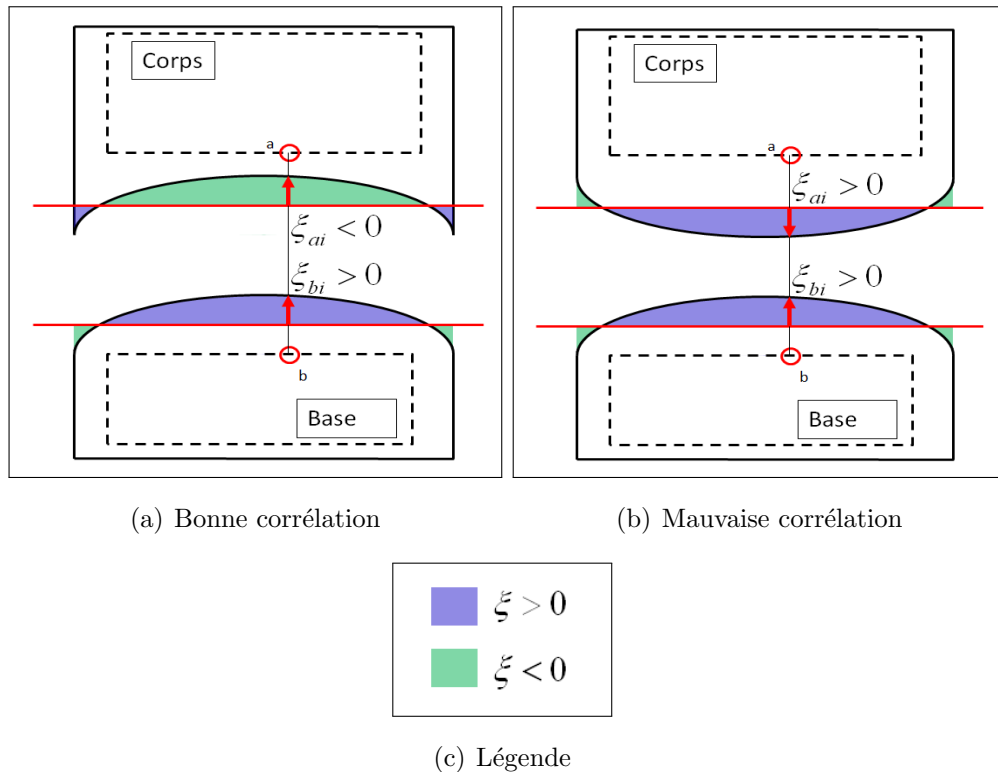 Corps
a
ξai < 0
ξbi > 0
b
Base
(a) Bonne corrélation
Corps
a
ξai > 0
ξbi > 0
b
Base
(b) Mauvaise corrélation
ξ > 0
ξ < 0
(c) Légende